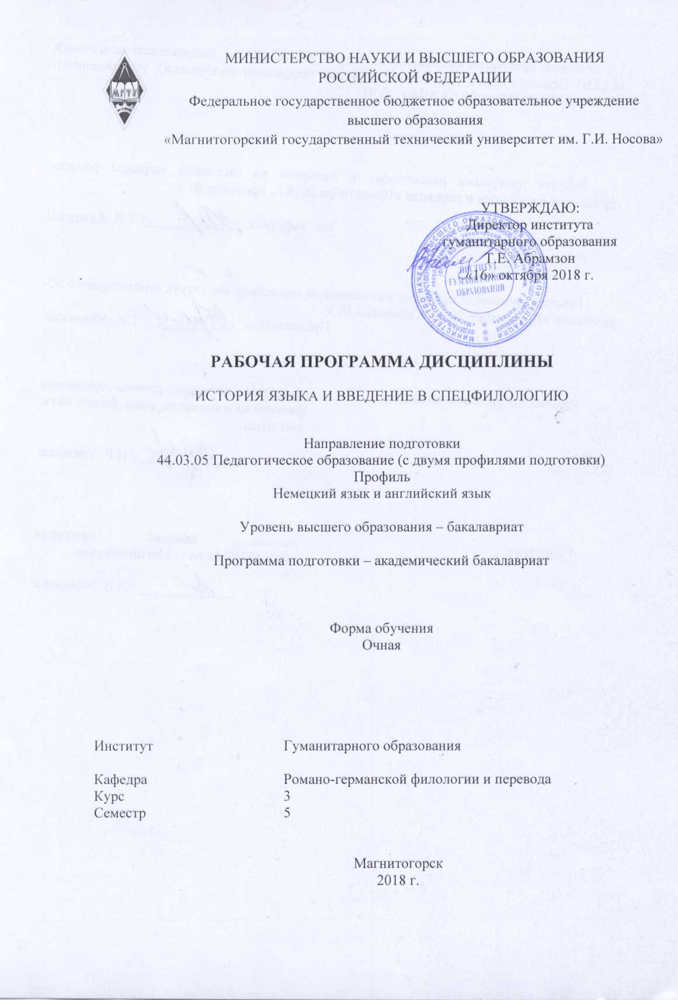 МИНИСТЕРСТВО НАУКИ И ВЫСШЕГО ОБРАЗОВАНИЯ
РОССИЙСКОЙ ФЕДЕРАЦИИ
Федеральное государственное бюджетное образовательное учреждение
высшего образования
«Магнитогорский государственный технический университет им. Г.И. Носова»
МГТУ
УТВЕРЖДАЮ:
Директор института
гуманитарного образования
Т.Е. Абрамзон
«16» октября 2018 г.
ИНСТИТУТ
ГУМАНИТАРНОГО
ОБРАЗОВАНИЯ
РАБОЧАЯ ПРОГРАММА ДИСЦИПЛИНЫ
ИСТОРИЯ ЯЗЫКА И ВВЕДЕНИЕ В СПЕЦФИЛОЛОГИЮ
Направление подготовки
44.03.05 Педагогическое образование (с двумя профилями подготовки)
Профиль
Немецкий язык и английский язык
Уровень высшего образования – бакалавриат
Программа подготовки – академический бакалавриат
Форма обучения
Очная
Институт Гуманитарного образования
Кафедра Романо-германской филологии и перевода
Курс 3
Семестр 5
Магнитогорск
2018 г.